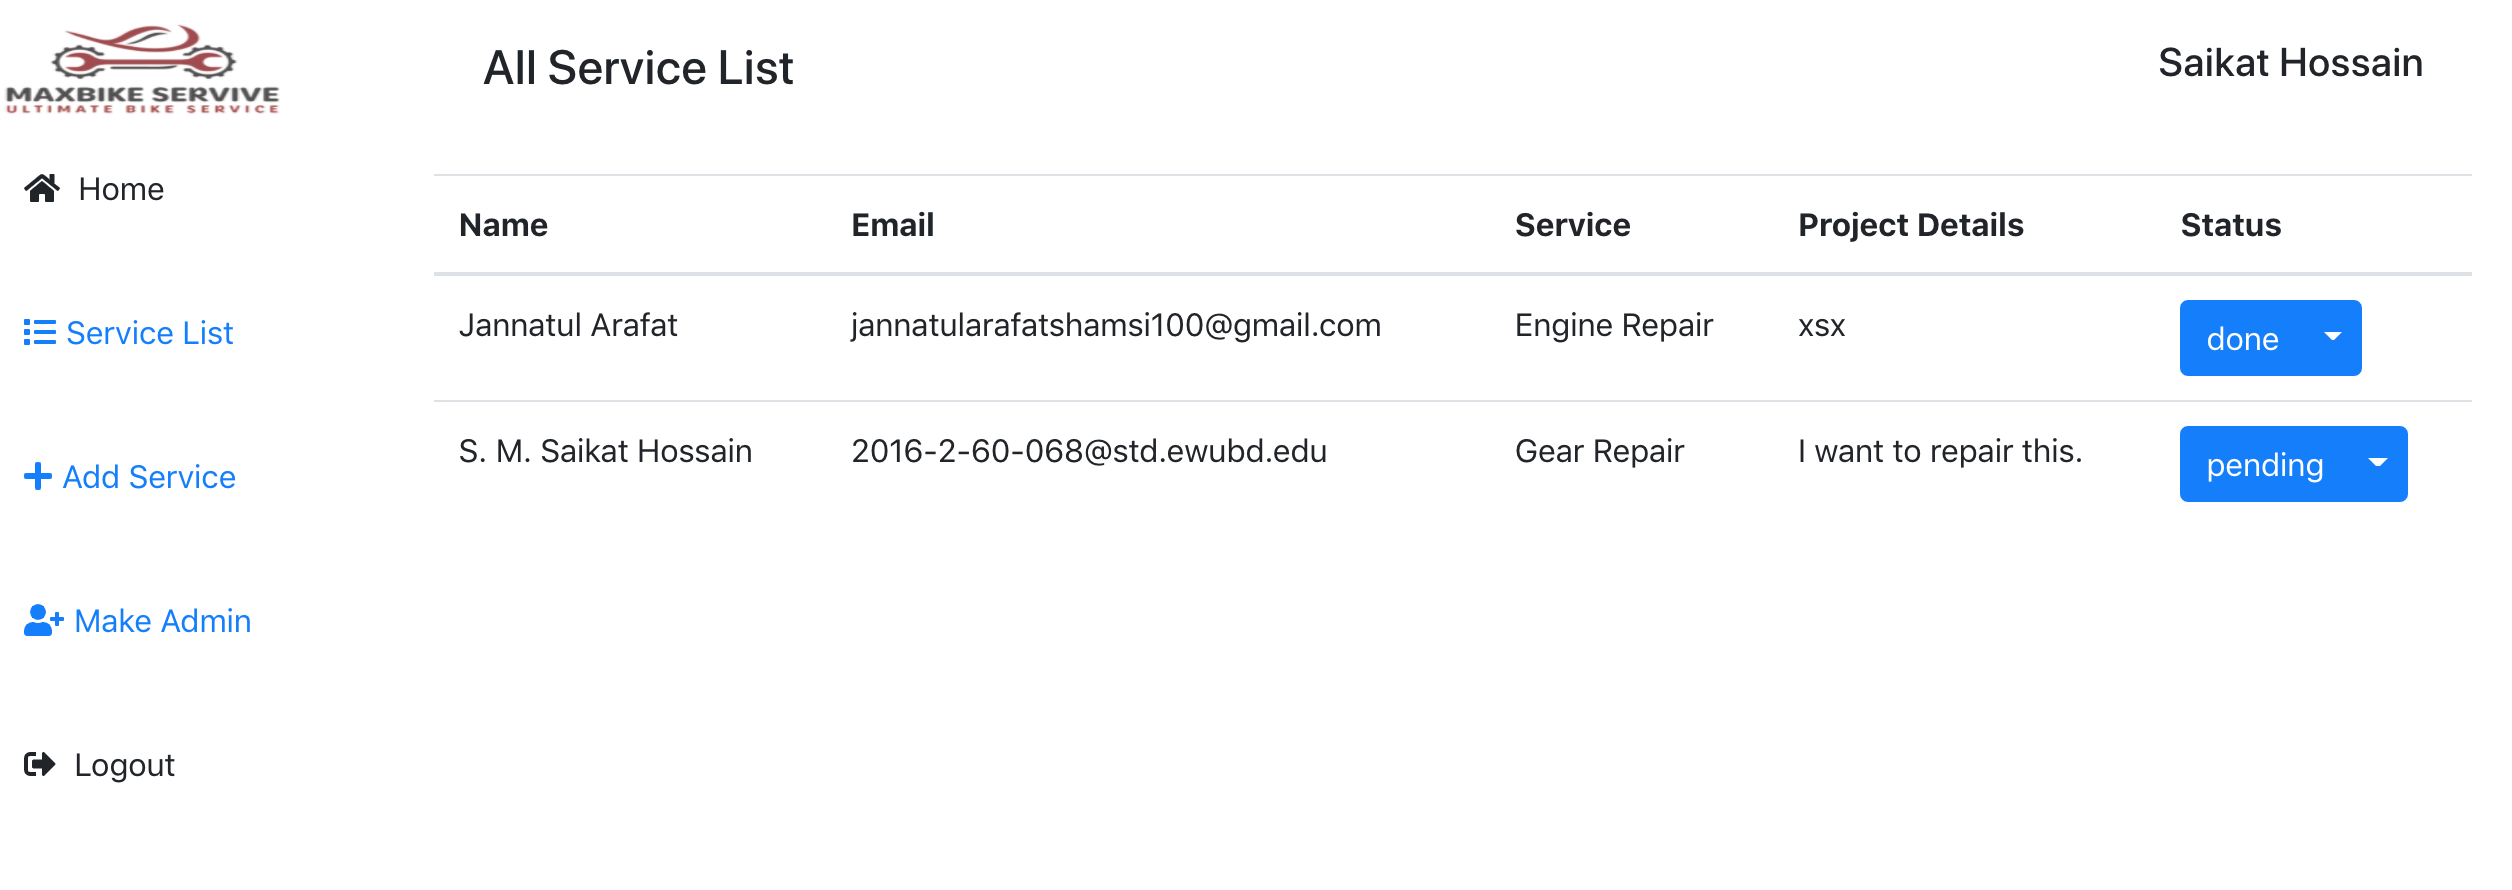 MAXBIKE SERVIVE
ULTIMATE BIKE SERVICE
All Service List
Saikat Hossain
Home
Service List
Add Service
Make Admin
Logout
Name Email Service Project Details Status
Jannatul Arafat jannatularafatshamsi100@gmail.com Engine Repair xsx done
S. M. Saikat Hossain 2016-2-60-068@std.ewubd.edu Gear Repair I want to repair this. pending